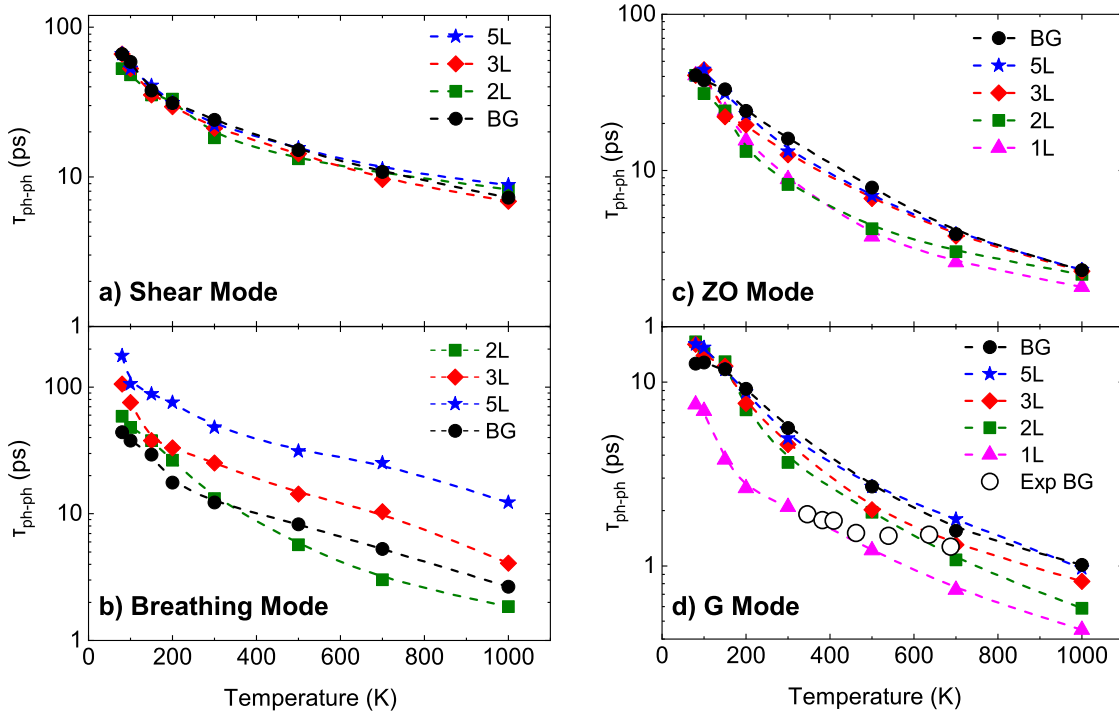 100
10
1
τph-ph (ps)
5L
3L
2L
BG
a) Shear Mode
100
10
1
τph-ph (ps)
2L
3L
5L
BG
b) Breathing Mode
0 200 400 600 800 1000
Temperature (K)
100
10
1
τph-ph (ps)
BG
5L
3L
2L
1L
c) ZO Mode
10
1
τph-ph (ps)
BG
5L
3L
2L
1L
Exp BG
d) G Mode
0 200 400 600 800 1000
Temperature (K)